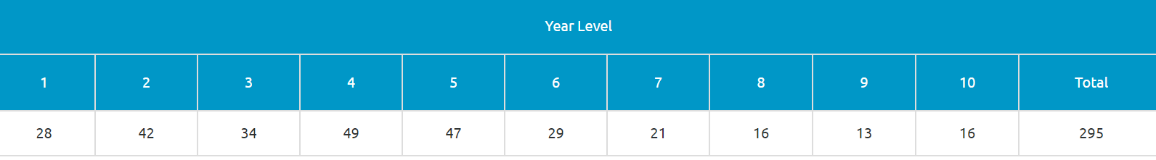 Year Level
1 2 3 4 5 6 7 8 9 10 Total
28 42 34 49 47 29 21 16 13 16 295